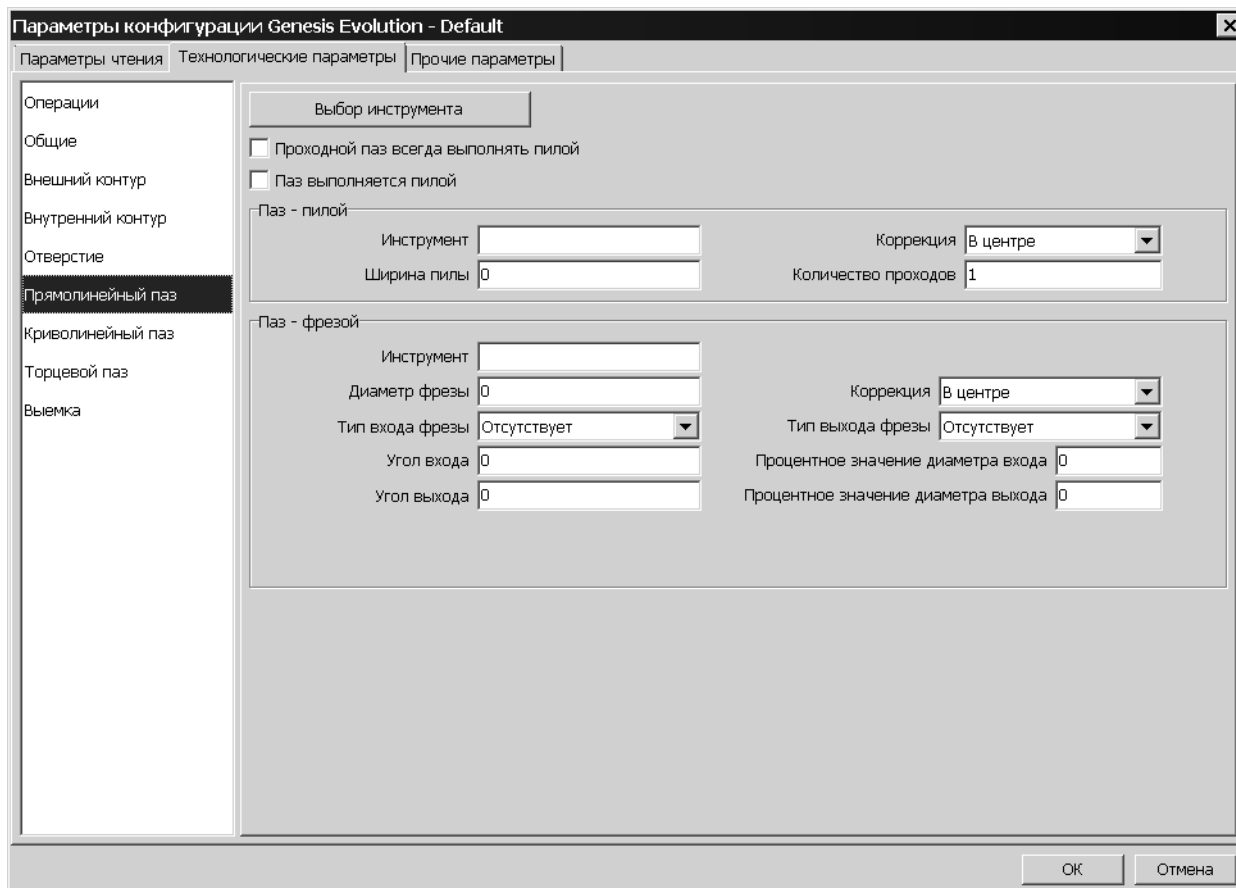 Параметры конфигурации Genesis Evolution - Default
Параметры чтения Технологические параметры Прочие параметры
Операции
Общие
Внешний контур
Внутренний контур
Отверстие
Прямолинейный паз
Криволинейный паз
Торцевой паз
Выемка
Выбор инструмента
Проходной паз всегда выполнять пилой
Паз выполняется пилой
Паз - пилой
Инструмент Коррекция В центре
Ширина пилы 0 Количество проходов 1
Паз - фрезой
Инструмент
Диаметр фрезы 0 Коррекция В центре
Тип входа фрезы Отсутствует Тип выхода фрезы Отсутствует
Угол входа 0 Процентное значение диаметра входа 0
Угол выхода 0 Процентное значение диаметра выхода 0
ОК Отмена